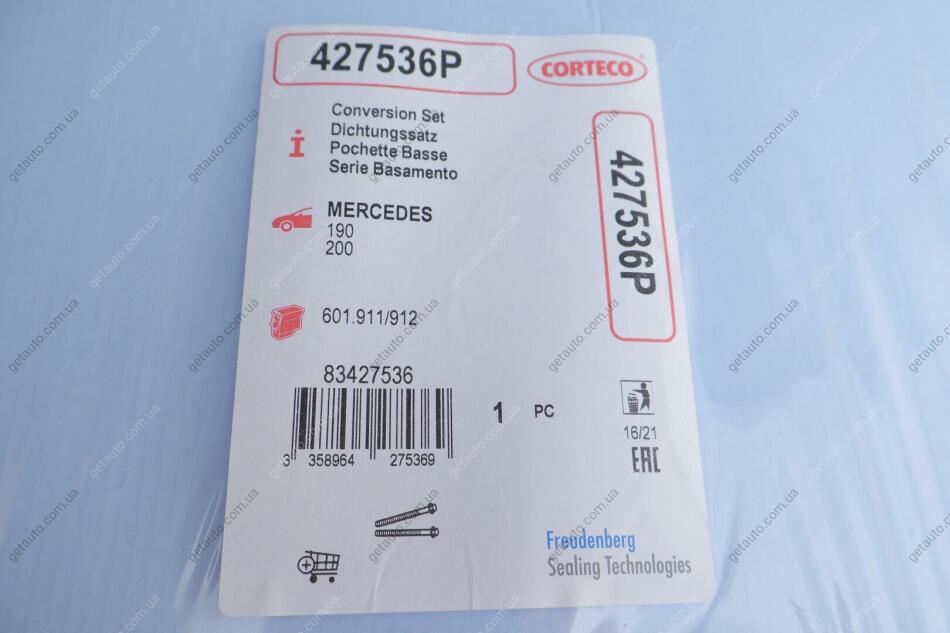 427536P
CORTECO
i
Conversion Set
Dichtungssatz
Pochette Basse
Serie Basamento
427536P
MERCEDES
190
200
601.911/912
83427536
3 358964 275369
1 PC
16/21
EAC
Freudenberg
Sealing Technologies
getauto.com.ua